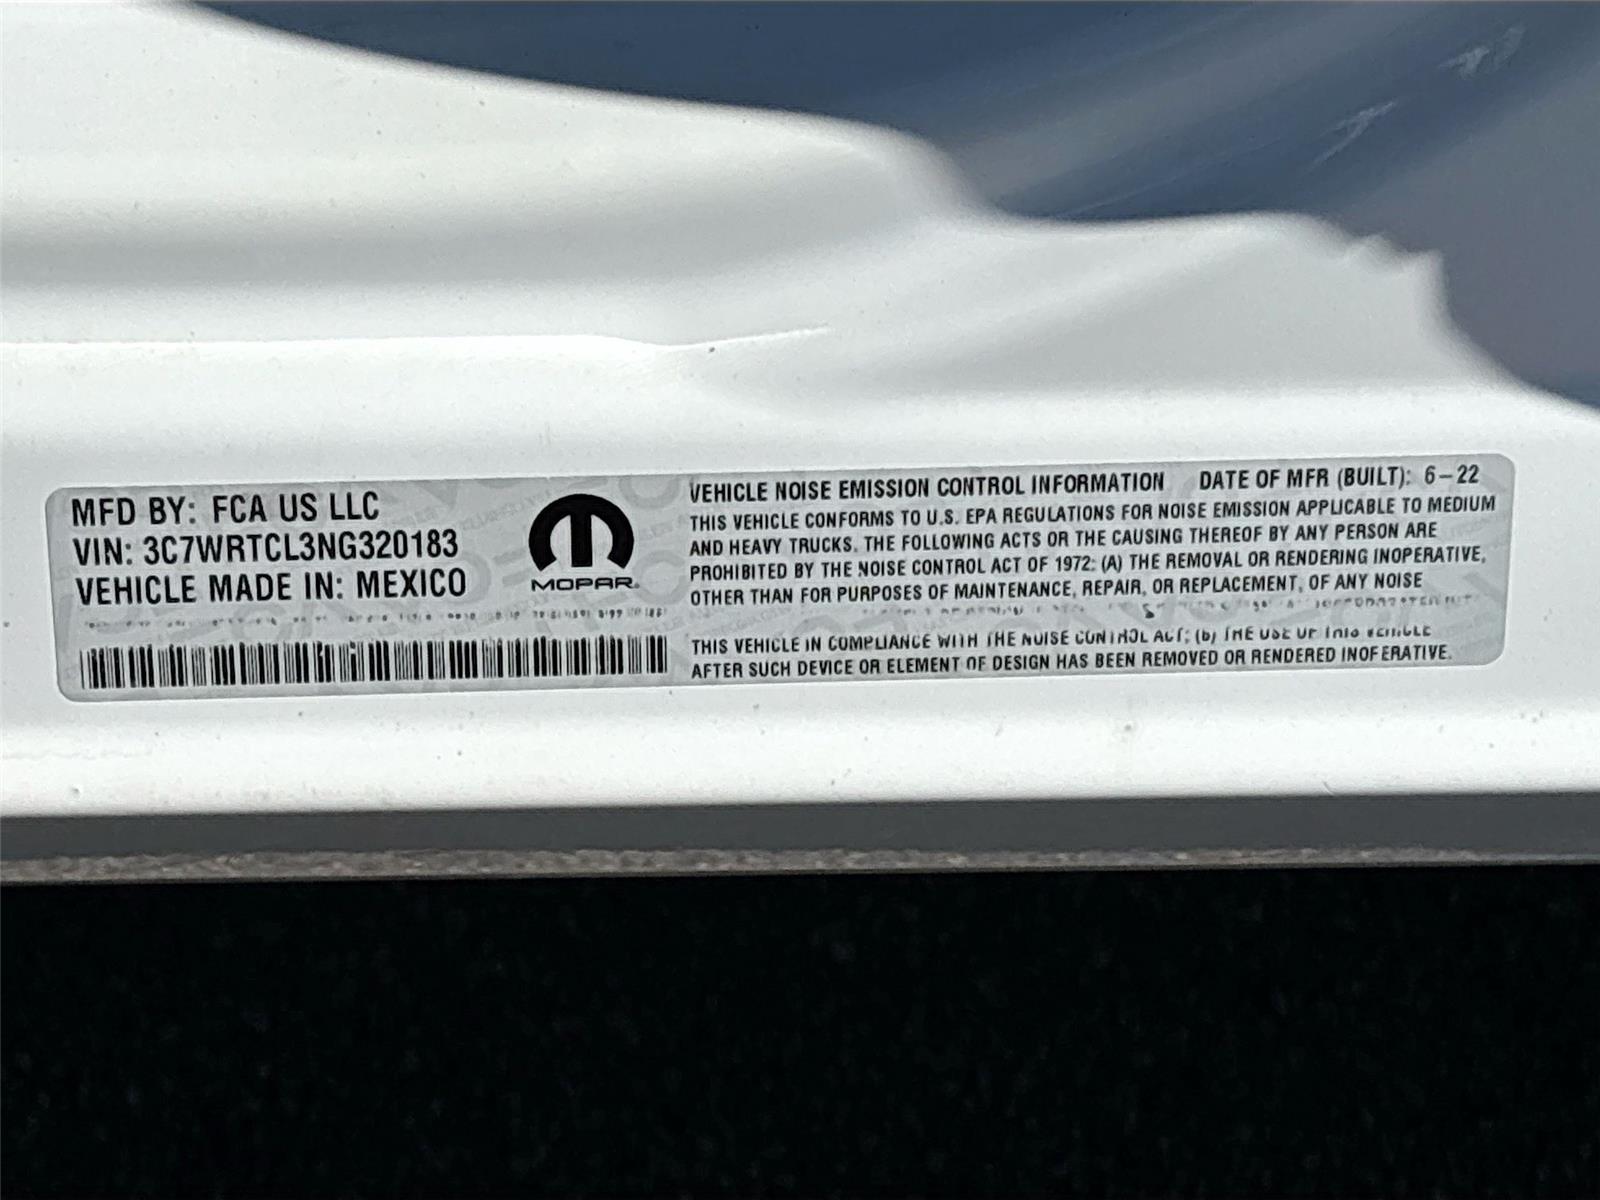 MFD BY: FCA US LLC
VIN: 3C7WRTCL3NG320183
VEHICLE MADE IN: MEXICO
MOPAR
VEHICLE NOISE EMISSION CONTROL INFORMATION DATE OF MFR (BUILT): 6-22
THIS VEHICLE CONFORMS TO U.S. EPA REGULATIONS FOR NOISE EMISSION APPLICABLE TO MEDIUM
AND HEAVY TRUCKS. THE FOLLOWING ACTS OR THE CAUSING THEREOF BY ANY PERSON ARE
PROHIBITED BY THE NOISE CONTROL ACT OF 1972: (A) THE REMOVAL OR RENDERING INOPERATIVE,
OTHER THAN FOR PURPOSES OF MAINTENANCE, REPAIR, OR REPLACEMENT, OF ANY NOISE
THIS VEHICLE IN COMPLIANCE WITH THE NOISE CONTROL ACT; (B) THE USE OF THIS VEHICLE
AFTER SUCH DEVICE OR ELEMENT OF DESIGN HAS BEEN REMOVED OR RENDERED INOPERATIVE.